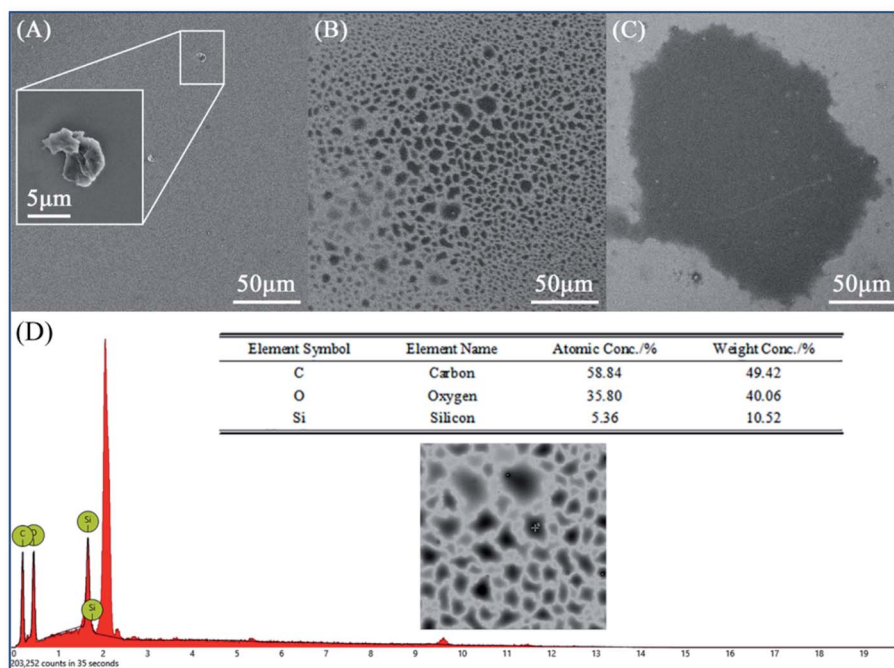 (A)
5μm
50μm
(B)
50μm
(C)
50μm
(D)
Element Symbol Element Name Atomic Conc./% Weight Conc./%
C Carbon 58.84 49.42
O Oxygen 35.80 40.06
Si Silicon 5.36 10.52
C O Si
Si
0 1 2 3 4 5 6 7 8 9 10 11 12 13 14 15 16 17 18 19
203,252 counts in 35 seconds